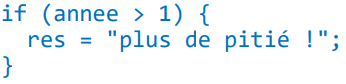 if (annee > 1) {
  res = "plus de pitié !";
}